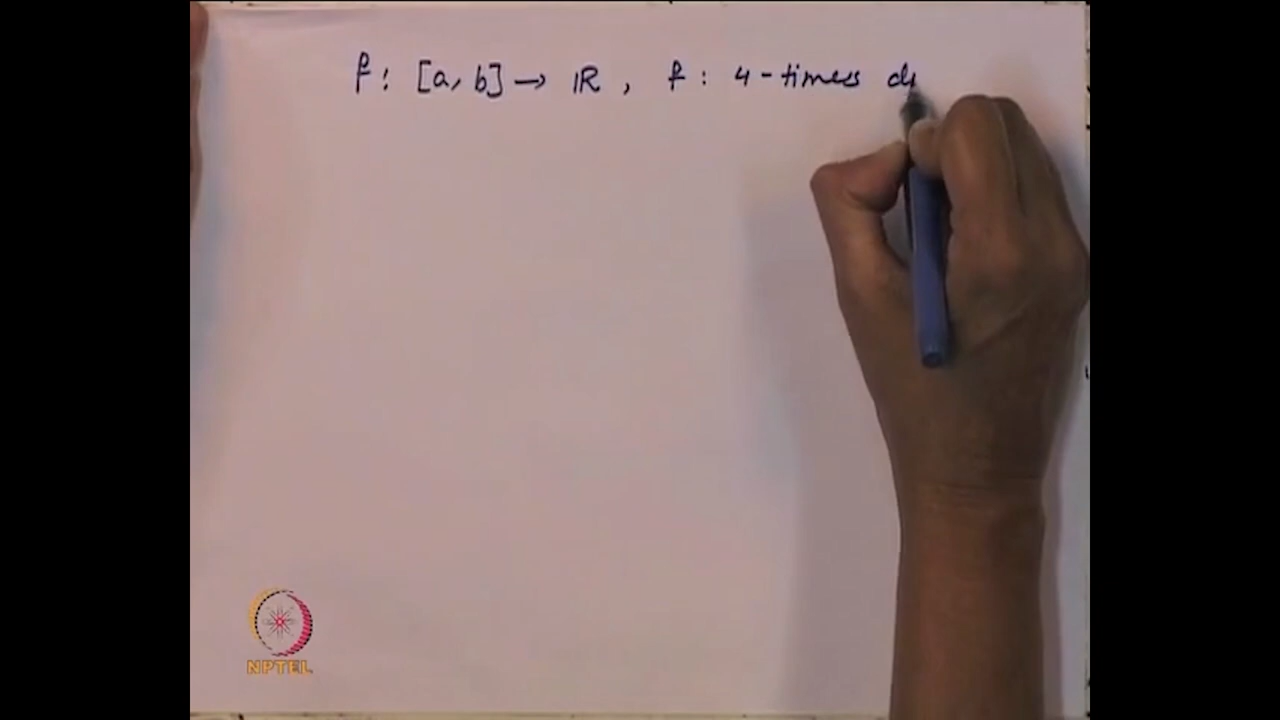 f : [a, b] → ℝ , f : 4-times
NPTEL